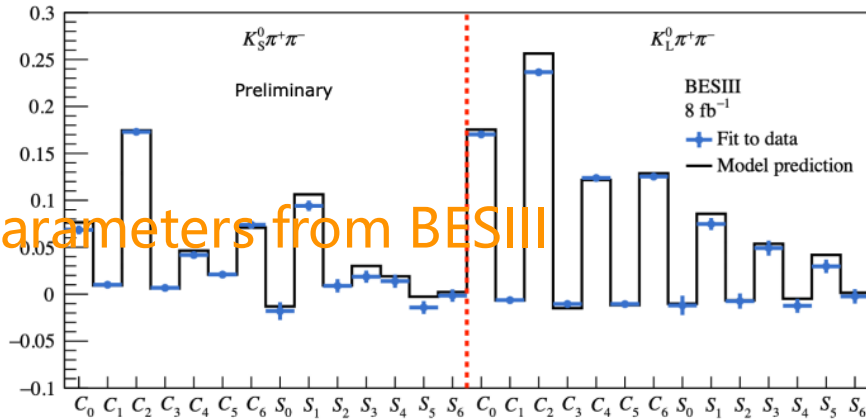 0.3
0.25
0.2
0.15
0.1
0.05
0
−0.05
−0.1
K⁰_S π⁺π⁻
Preliminary
K⁰_L π⁺π⁻
BESIII
8 fb⁻¹
Fit to data
Model prediction
arameters from BESIII
C₀ C₁ C₂ C₃ C₄ C₅ C₆ S₀ S₁ S₂ S₃ S₄ S₅ S₆ C₀ C₁ C₂ C₃ C₄ C₅ C₆ S₀ S₁ S₂ S₃ S₄ S₅ S